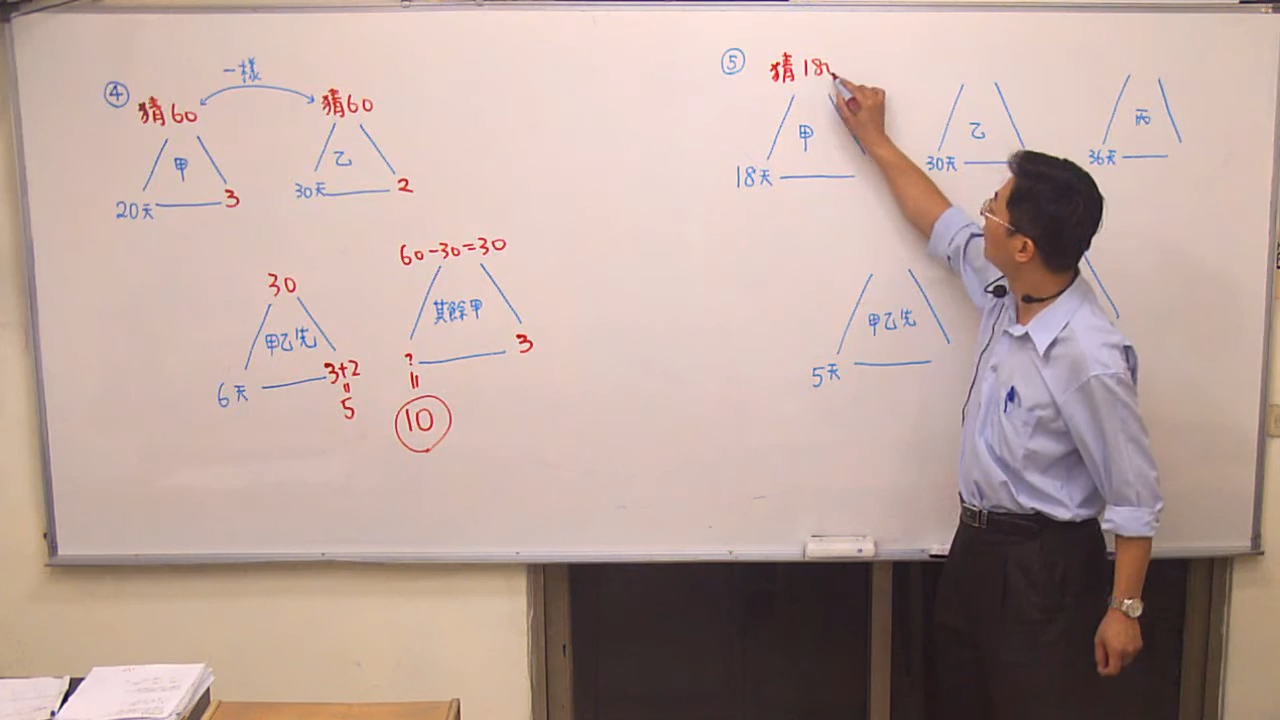 ④
一樣
猜60
猜60
甲
乙
20天
3
30天
2
30
甲乙先
6天
3+2
=
5
60-30=30
其餘甲
?
3
=
10
⑤
猜18
甲
18天
乙
30天
丙
36天
甲乙先
5天